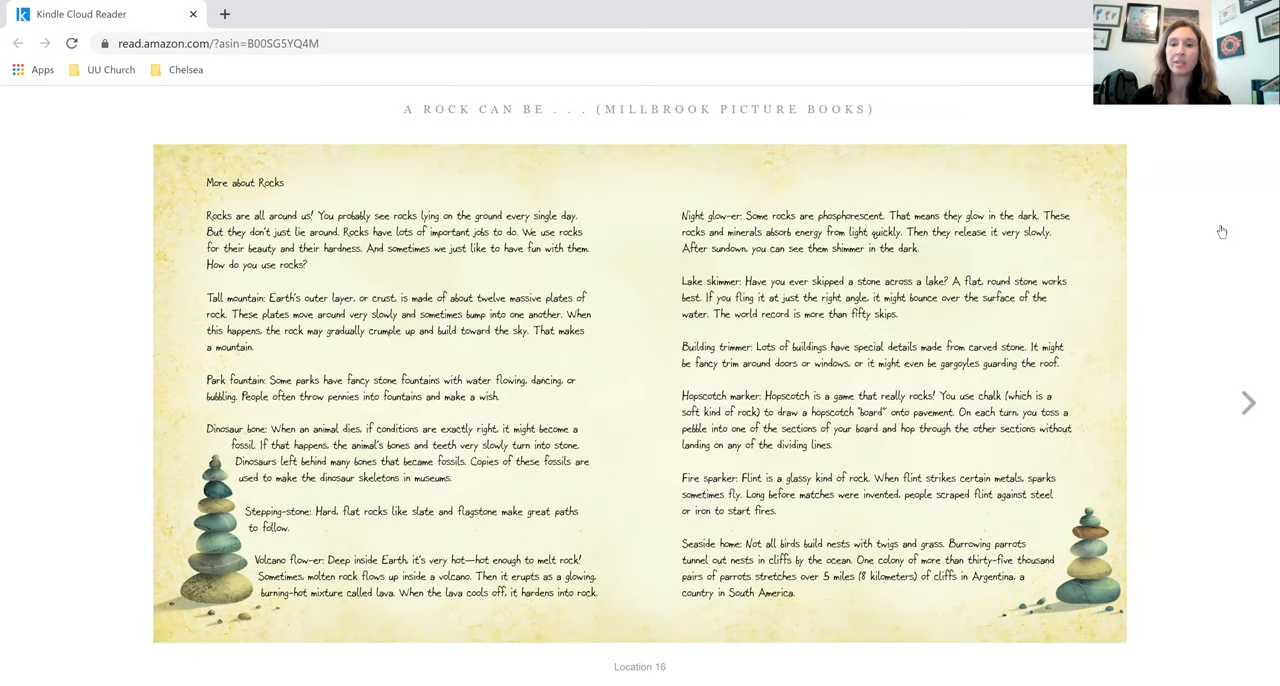 Kindle Cloud Reader
read.amazon.com/?asin=B00SG5YQ4M
Apps
UU Church
Chelsea
A ROCK CAN BE . . . (MILLBROOK PICTURE BOOKS)
More about Rocks
Rocks are all around us! You probably see rocks lying on the ground every single day.
But they don't just lie around. Rocks have lots of important jobs to do. We use rocks
for their beauty and their hardness. And sometimes we just like to have fun with them.
How do you use rocks?
Tall mountain: Earth's outer layer, or crust, is made of about twelve massive plates of
rock. These plates move around very slowly and sometimes bump into one another. When
this happens, the rock may gradually crumple up and build toward the sky. That makes
a mountain.
Park fountain: Some parks have fancy stone fountains with water flowing, dancing, or
bubbling. People often throw pennies into fountains and make a wish.
Dinosaur bone: When an animal dies, if conditions are exactly right, it might become a
fossil. If that happens, the animal's bones and teeth very slowly turn into stone.
Dinosaurs left behind many bones that became fossils. Copies of these fossils are
used to make the dinosaur skeletons in museums.
Stepping-stone: Hard, flat rocks like slate and flagstone make great paths
to follow.
Volcano flow-er: Deep inside Earth, it's very hot—hot enough to melt rock!
Sometimes, molten rock flows up inside a volcano. Then it erupts as a glowing,
burning-hot mixture called lava. When the lava cools off, it hardens into rock.
Night glow-er: Some rocks are phosphorescent. That means they glow in the dark. These
rocks and minerals absorb energy from light quickly. Then they release it very slowly.
After sundown, you can see them shimmer in the dark.
Lake skimmer: Have you ever skipped a stone across a lake? A flat, round stone works
best. If you fling it at just the right angle, it might bounce over the surface of the
water. The world record is more than fifty skips.
Building trimmer: Lots of buildings have special details made from carved stone. It might
be fancy trim around doors or windows, or it might even be gargoyles guarding the roof.
Hopscotch marker: Hopscotch is a game that really rocks! You use chalk (which is a
soft kind of rock) to draw a hopscotch "board" onto pavement. On each turn, you toss a
pebble into one of the sections of your board and hop through the other sections without
landing on any of the dividing lines.
Fire sparker: Flint is a glassy kind of rock. When flint strikes certain metals, sparks
sometimes fly. Long before matches were invented, people scraped flint against steel
or iron to start fires.
Seaside home: Not all birds build nests with twigs and grass. Burrowing parrots
tunnel out nests in cliffs by the ocean. One colony of more than thirty-five thousand
pairs of parrots stretches over 5 miles (8 kilometers) of cliffs in Argentina, a
country in South America.
Location 16